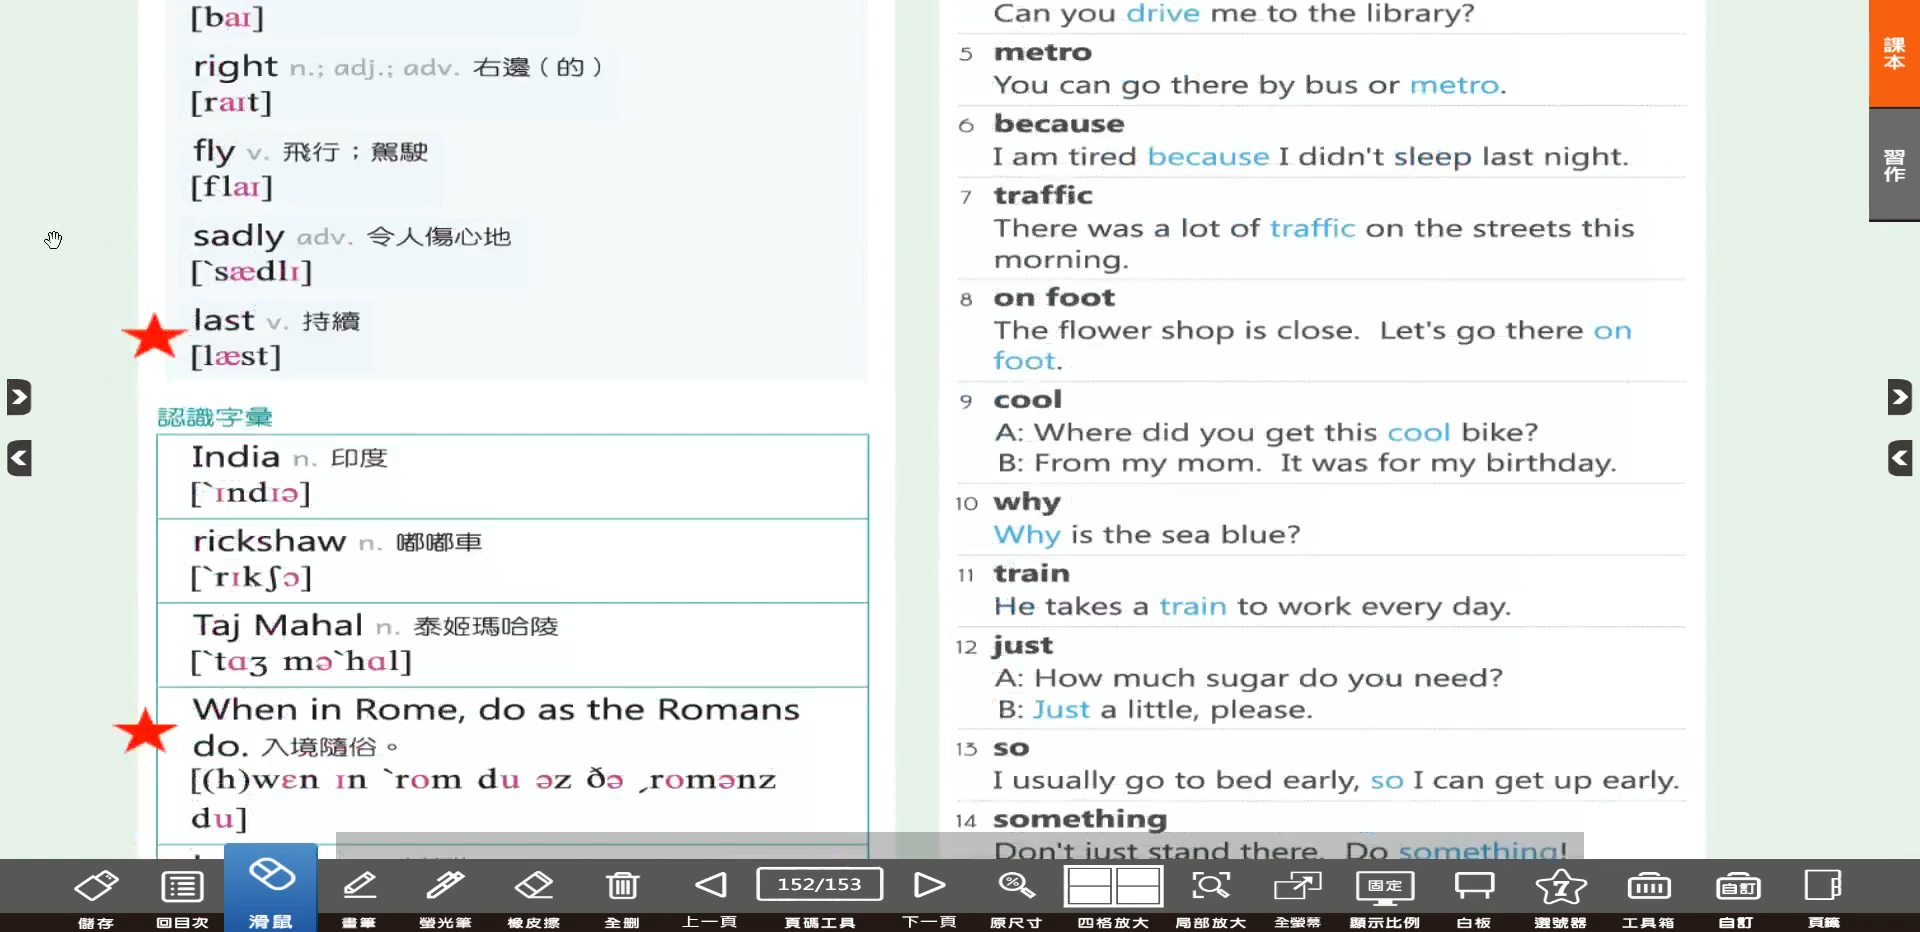 [baɪ]
right n.; adj.; adv. 右邊（的）
[raɪt]
fly v. 飛行；駕駛
[flaɪ]
sadly adv. 令人傷心地
[ˋsædlɪ]
last v. 持續
[læst]
認識字彙
India n. 印度
[ˋɪndɪə]
rickshaw n. 嘟嘟車
[ˋrɪkʃɔ]
Taj Mahal n. 泰姬瑪哈陵
[ˋtɑʒ məˋhɑl]
When in Rome, do as the Romans
do. 入境隨俗。
[(h)wɛn ɪn ˋrom du əz ðə ˏromənz
du]
Can you drive me to the library?
5 metro
You can go there by bus or metro.
6 because
I am tired because I didn't sleep last night.
7 traffic
There was a lot of traffic on the streets this
morning.
8 on foot
The flower shop is close. Let's go there on
foot.
9 cool
A: Where did you get this cool bike?
B: From my mom. It was for my birthday.
10 why
Why is the sea blue?
11 train
He takes a train to work every day.
12 just
A: How much sugar do you need?
B: Just a little, please.
13 so
I usually go to bed early, so I can get up early.
14 something
Don't just stand there. Do something!
課本
習作
152/153
固定
7
自訂
儲存 回目次 滑鼠 畫筆 螢光筆 橡皮擦 全刪 上一頁 頁碼工具 下一頁 原尺寸 四格放大 局部放大 全螢幕 顯示比例 白板 選號器 工具箱 自訂 頁籤